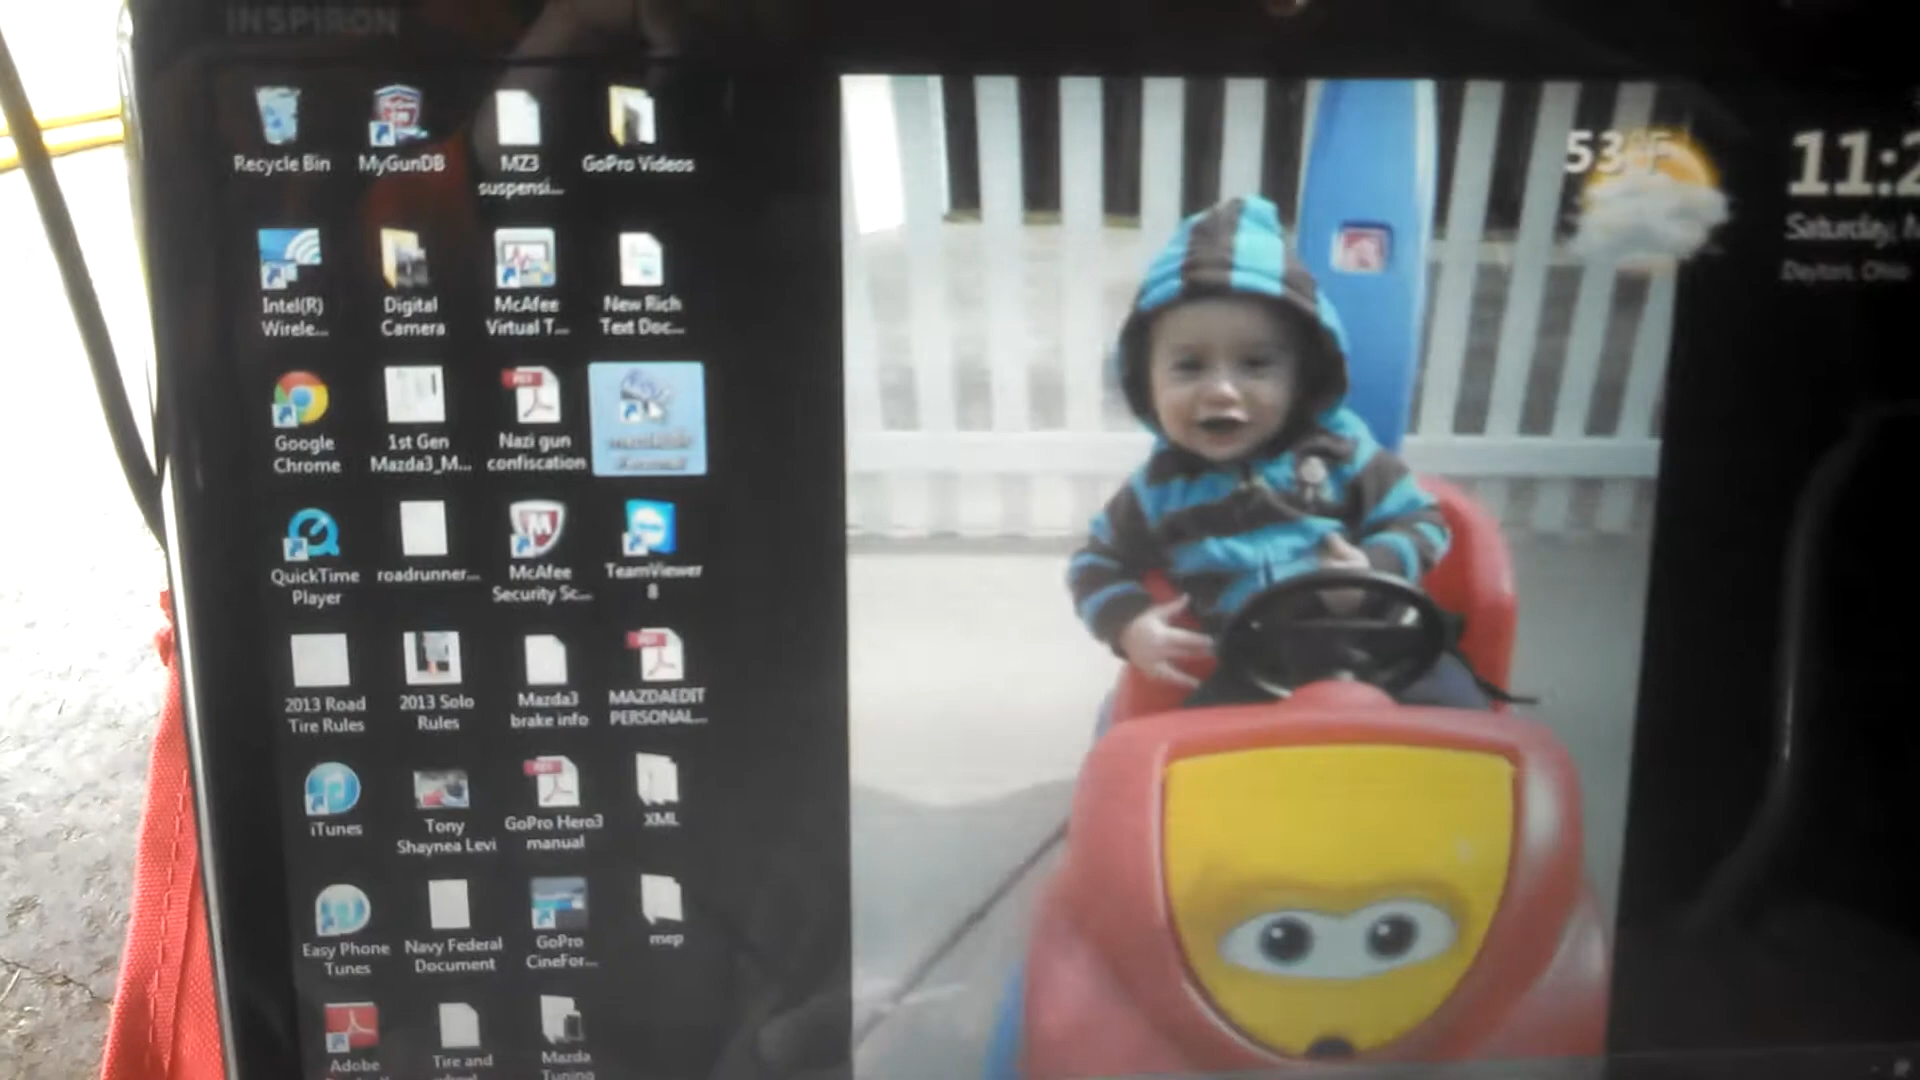 INSPIRON
Recycle Bin
MyGunDB
MZ3
suspensi...
GoPro Videos
53°F
11:2
Saturday,
Dayton, Ohio
Intel(R)
Wirele...
Digital
Camera
McAfee
Virtual T...
New Rich
Text Doc...
Google
Chrome
1st Gen
Mazda3_M...
Nazi gun
confiscation
QuickTime
Player
roadrunner...
McAfee
Security Sc...
TeamViewer
8
2013 Road
Tire Rules
2013 Solo
Rules
Mazda3
brake info
MAZDAEDIT
PERSONAL...
iTunes
Tony
Shaynea Levi
GoPro Hero3
manual
XML
Easy Phone
Tunes
Navy Federal
Document
GoPro
CineFor...
mep
Adobe
Tire and
Mazda
Tuning